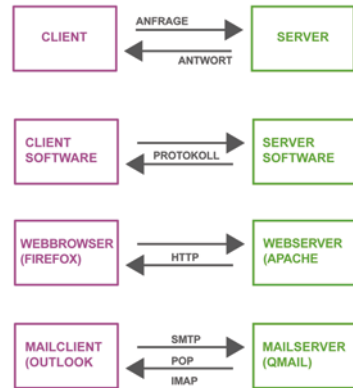 CLIENT
ANFRAGE
ANTWORT
SERVER
CLIENT
SOFTWARE
PROTOKOLL
SERVER
SOFTWARE
WEBBROWSER
(FIREFOX)
HTTP
WEBSERVER
(APACHE
MAILCLIENT
(OUTLOOK
SMTP
POP
IMAP
MAILSERVER
(QMAIL)